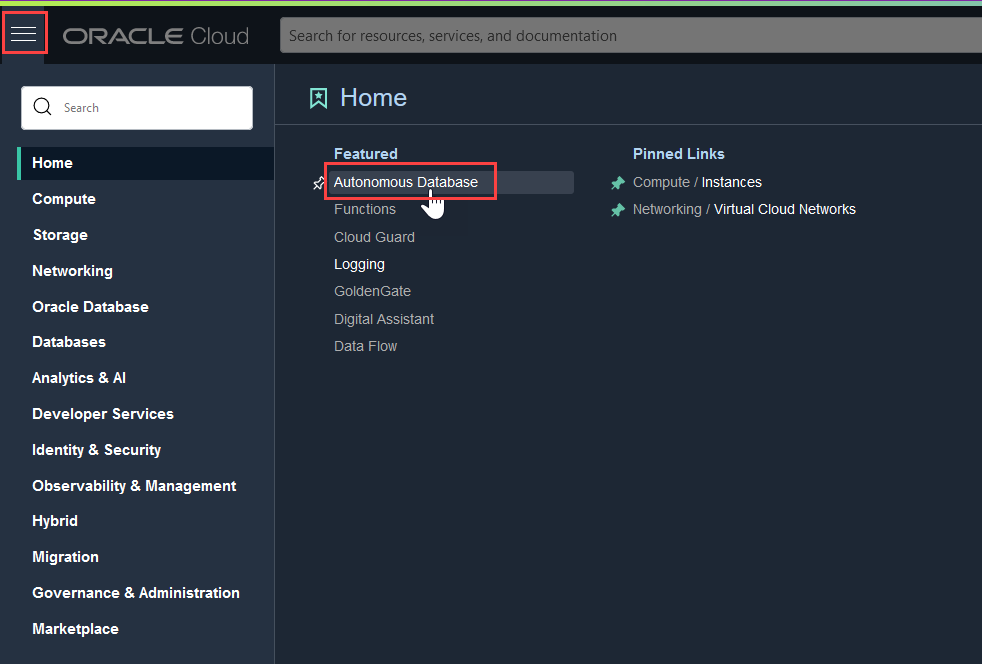 ORACLE Cloud
Search for resources, services, and documentation
Search
Home
Compute
Storage
Networking
Oracle Database
Databases
Analytics & AI
Developer Services
Identity & Security
Observability & Management
Hybrid
Migration
Governance & Administration
Marketplace
Home
Featured
Autonomous Database
Functions
Cloud Guard
Logging
GoldenGate
Digital Assistant
Data Flow
Pinned Links
Compute / Instances
Networking / Virtual Cloud Networks